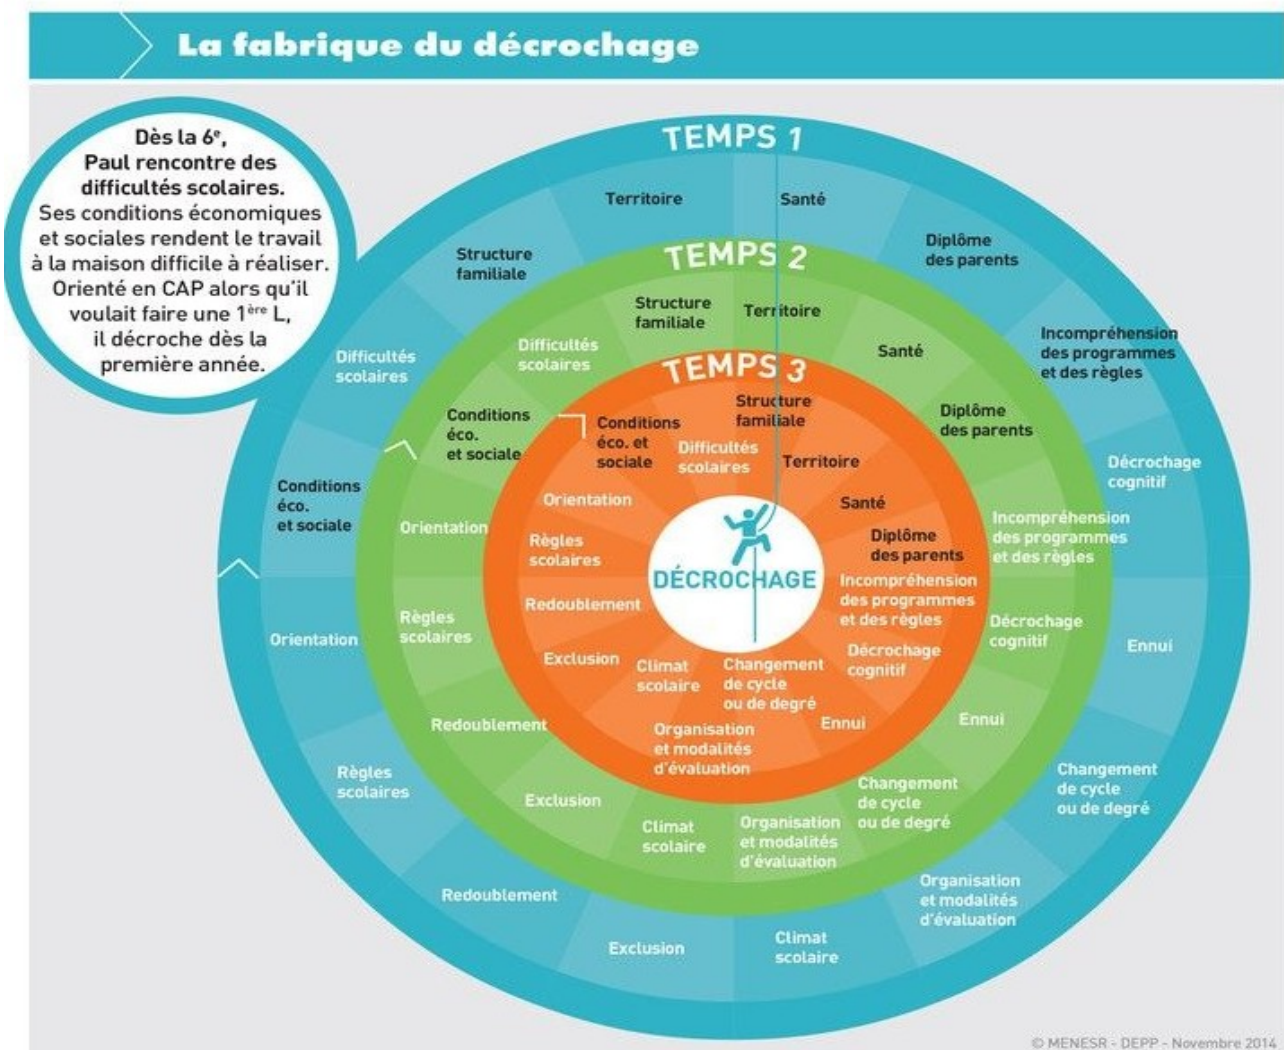 La fabrique du décrochage
Dès la 6e,
Paul rencontre des
difficultés scolaires.
Ses conditions économiques
et sociales rendent le travail
à la maison difficile à réaliser.
Orienté en CAP alors qu'il
voulait faire une 1ère L,
il décroche dès la
première année.
TEMPS 1
Territoire
Santé
Diplôme
des parents
Incompréhension
des programmes
et des règles
Décrochage
cognitif
Ennui
Changement
de cycle
ou de degré
Organisation
et modalités
d'évaluation
Climat
scolaire
Exclusion
Redoublement
Règles
scolaires
Orientation
Conditions
éco.
et sociale
Difficultés
scolaires
Structure
familiale
TEMPS 2
Structure
familiale
Territoire
Santé
Diplôme
des parents
Incompréhension
des programmes
et des règles
Décrochage
cognitif
Ennui
Changement
de cycle
ou de degré
Organisation
et modalités
d'évaluation
Climat
scolaire
Exclusion
Redoublement
Règles
scolaires
Orientation
Conditions
éco.
et sociale
Difficultés
scolaires
TEMPS 3
Structure
familiale
Territoire
Santé
Diplôme
des parents
Incompréhension
des programmes
et des règles
Décrochage
cognitif
Ennui
Changement
de cycle
ou de degré
Organisation
et modalités
d'évaluation
Climat
scolaire
Exclusion
Redoublement
Règles
scolaires
Orientation
Conditions
éco. et
sociale
Difficultés
scolaires
DÉCROCHAGE
© MENESR - DEPP - Novembre 2014